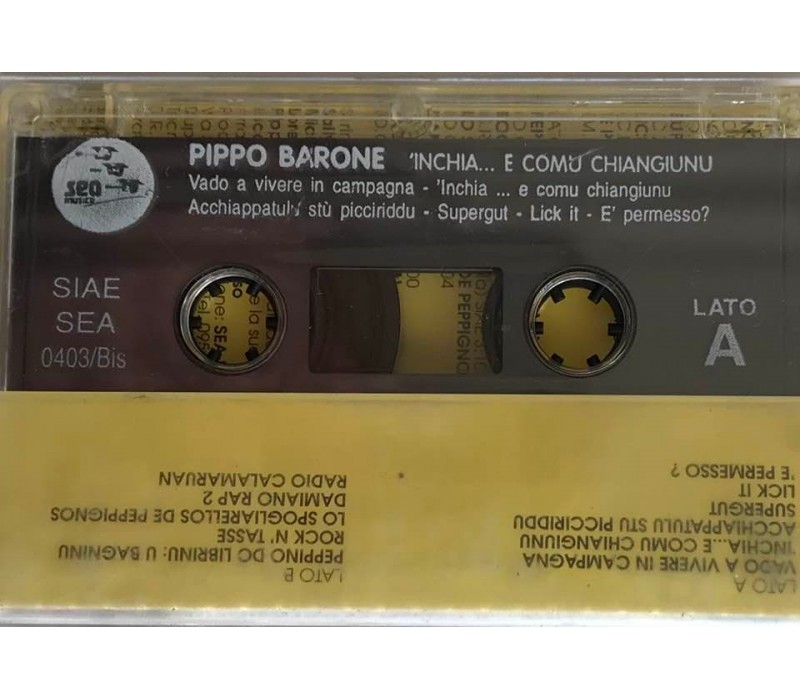 PIPPO BARONE 'INCHIA... E COMU CHIANGIUNU
Vado a vivere in campagna - 'Inchia ... e comu chiangiunu
Acchiappatulu stù picciriddu - Supergut - Lick it - E' permesso?
sea
musica
SIAE
SEA
0403/Bis
LATO
A
LATO A
VADO A VIVERE IN CAMPAGNA
'INCHIA...E COMU CHIANGIUNU
ACCHIAPPATULU STU PICCIRIDDU
SUPERGUT
LICK IT
'E PERMESSO ?
LATO B
PEPPINO DO LIBRINU: U BAGNINU
ROCK N' TASSE
LO SPOGLIARELLOS DE PEPPIGNOS
DAMIANO RAP 2
RADIO CALAMARUAN